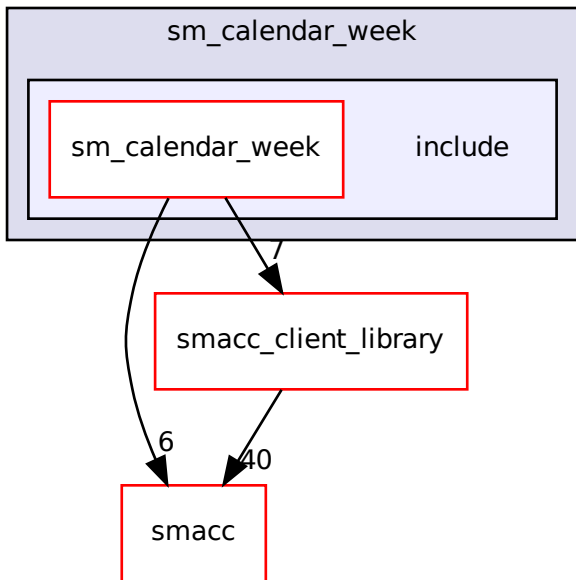 sm_calendar_week
sm_calendar_week
include
7
smacc_client_library
6
40
smacc